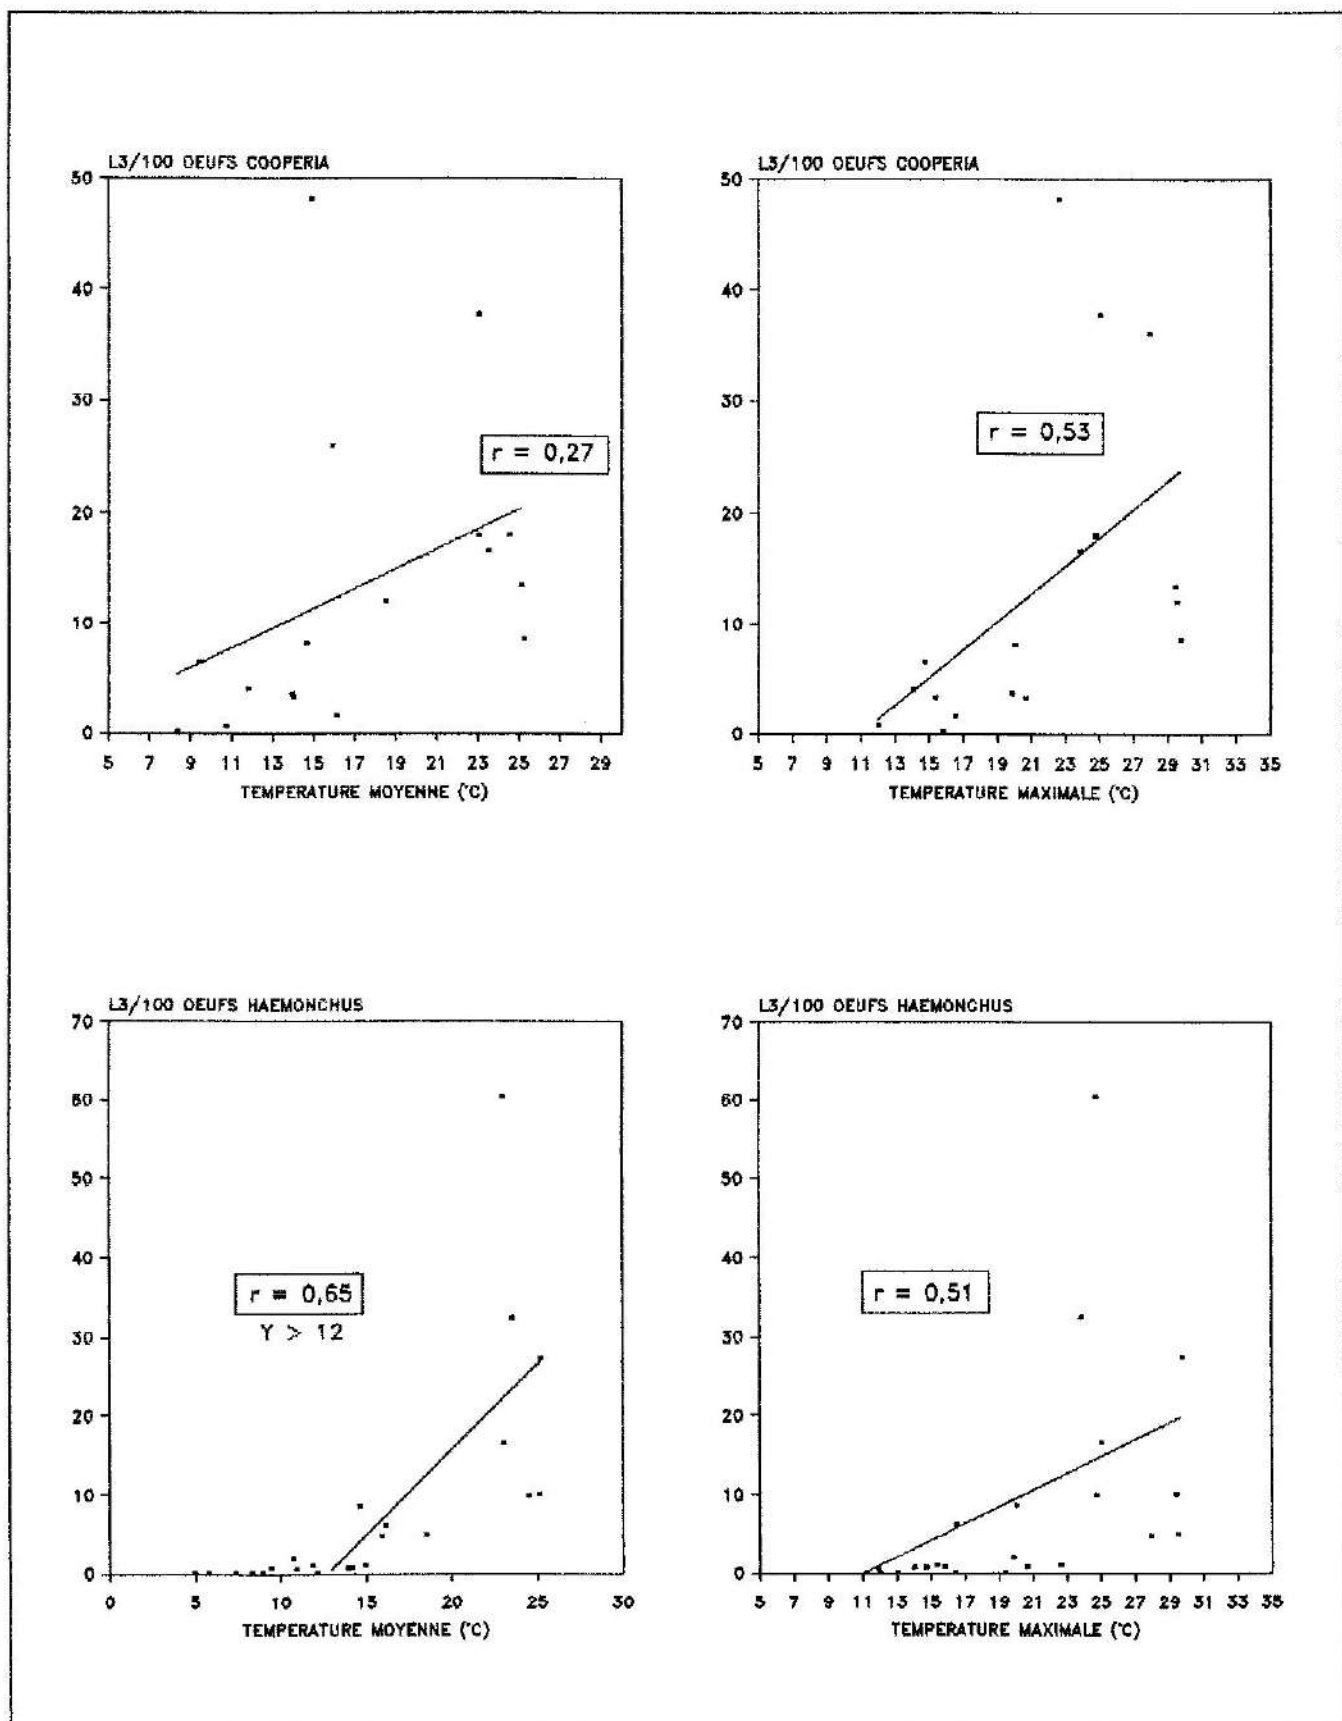 L3/100 OEUFS COOPERIA
50
40
30
20
10
0
r = 0,27
5 7 9 11 13 15 17 19 21 23 25 27 29
TEMPERATURE MOYENNE (°C)
L3/100 OEUFS COOPERIA
50
40
30
20
10
0
r = 0,53
5 7 9 11 13 15 17 19 21 23 25 27 29 31 33 35
TEMPERATURE MAXIMALE (°C)
L3/100 OEUFS HAEMONCHUS
70
60
50
40
30
20
10
0
r = 0,65
Y > 12
0 5 10 15 20 25 30
TEMPERATURE MOYENNE (°C)
L3/100 OEUFS HAEMONCHUS
70
60
50
40
30
20
10
0
r = 0,51
5 7 9 11 13 15 17 19 21 23 25 27 29 31 33 35
TEMPERATURE MAXIMALE (°C)